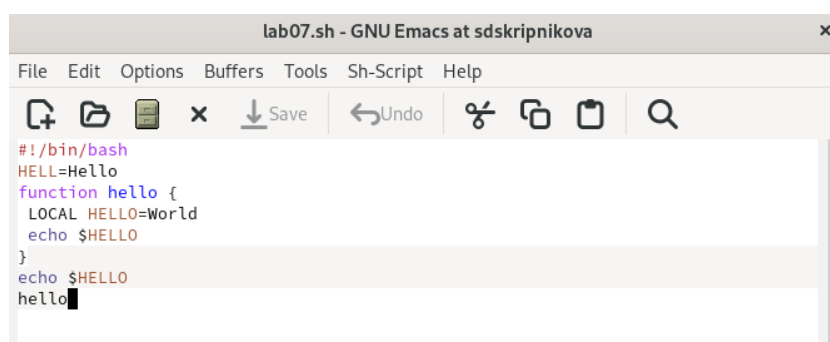 lab07.sh - GNU Emacs at sdskripnikova
File Edit Options Buffers Tools Sh-Script Help
Save Undo
#!/bin/bash
HELL=Hello
function hello {
LOCAL HELLO=World
echo $HELLO
}
echo $HELLO
hello